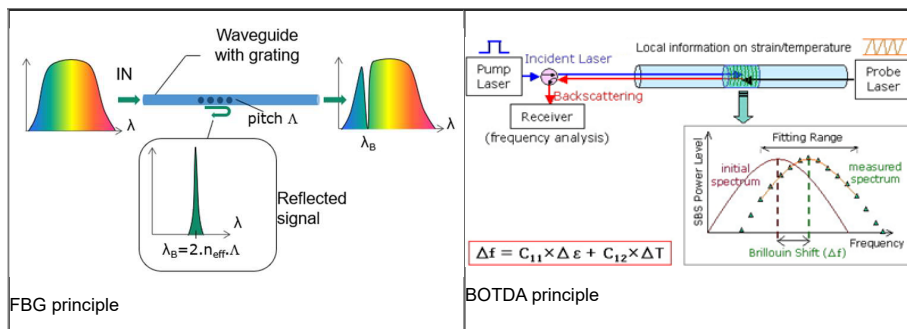 Waveguide
with grating
IN
pitch Λ
λ
λ
λB
λ
Reflected
signal
λB=2.neff.Λ
FBG principle
Local information on strain/temperature
Incident Laser
Pump
Laser
Probe
Laser
Backscattering
Receiver
(frequency analysis)
Fitting Range
initial
spectrum
measured
spectrum
SBS Power Level
Frequency
Brillouin Shift (Δf)
Δf = C11×Δε + C12×ΔT
BOTDA principle